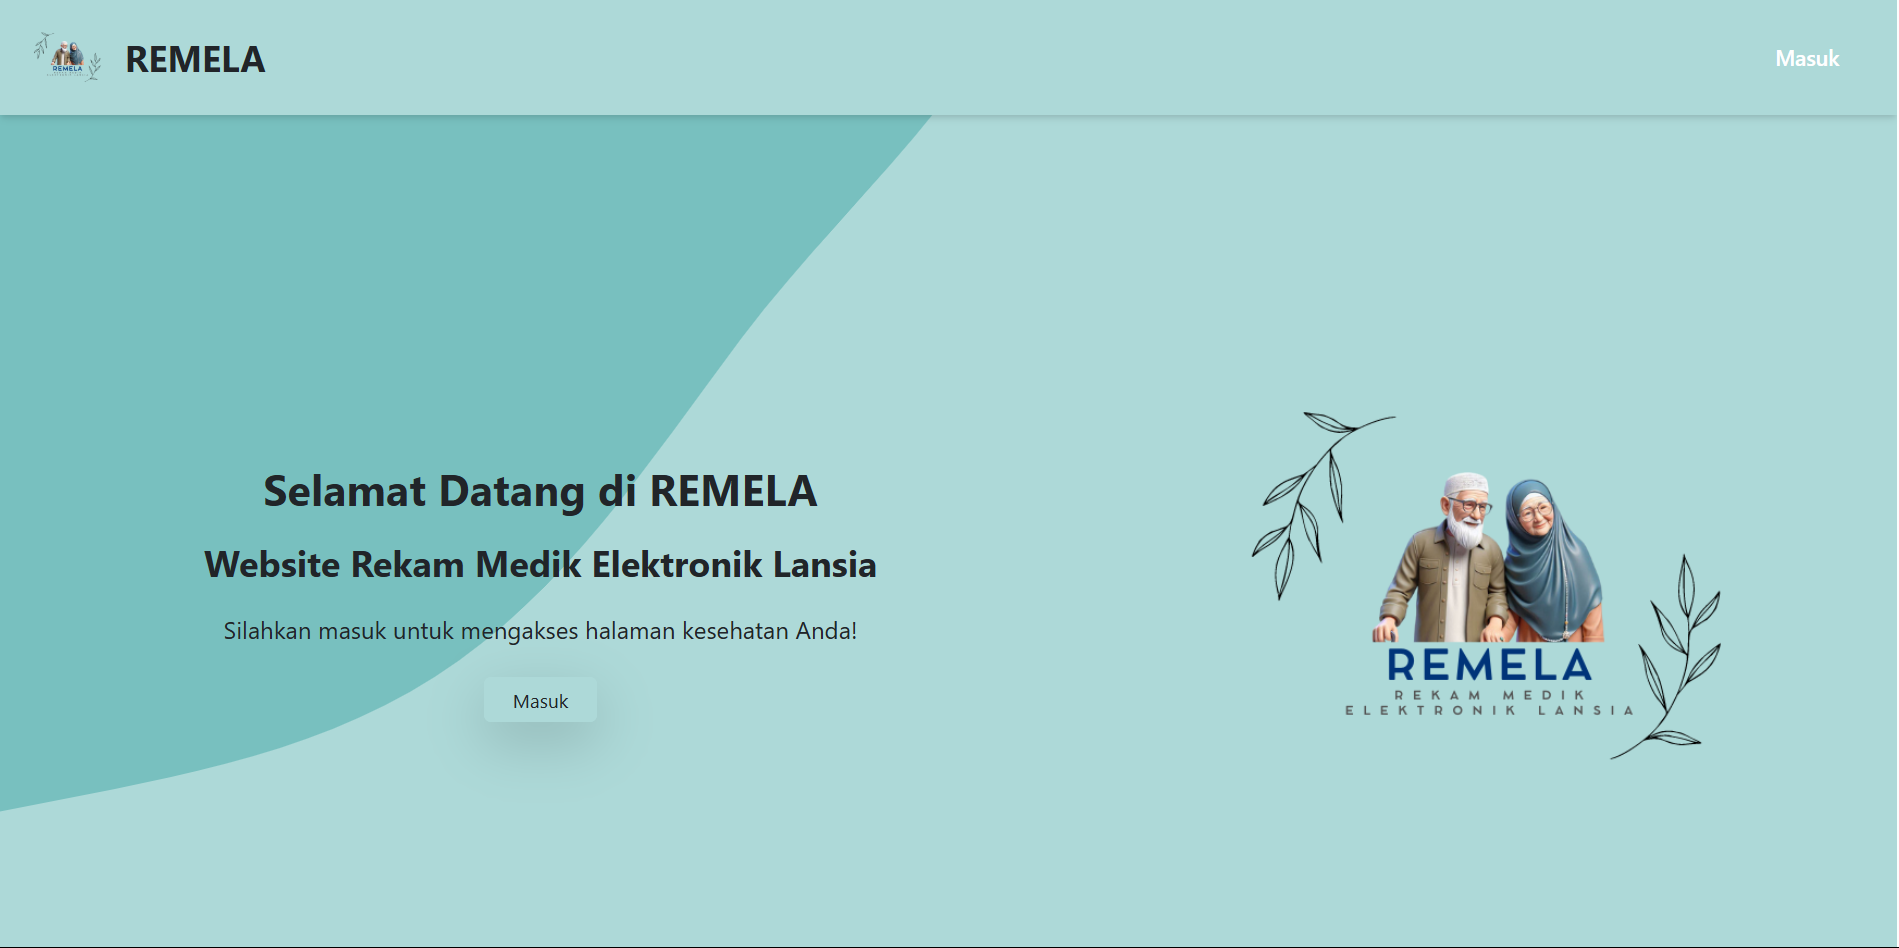 REMELA
REMELA
Masuk
Selamat Datang di REMELA
Website Rekam Medik Elektronik Lansia
Silahkan masuk untuk mengakses halaman kesehatan Anda!
Masuk
REMELA
REKAM MEDIK
ELEKTRONIK LANSIA